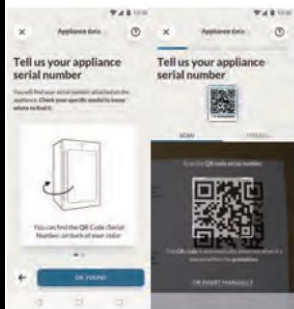 Appliance data
Tell us your appliance
serial number
You will find your serial number attached on the
appliance. Check your specific model to know
where to find it.
You can find the QR Code /Serial
Number, on back of your
OK, FOUND
Appliance data
Tell us your appliance
serial number
SCAN
Scan the QR code serial number
OR INSERT MANUALLY